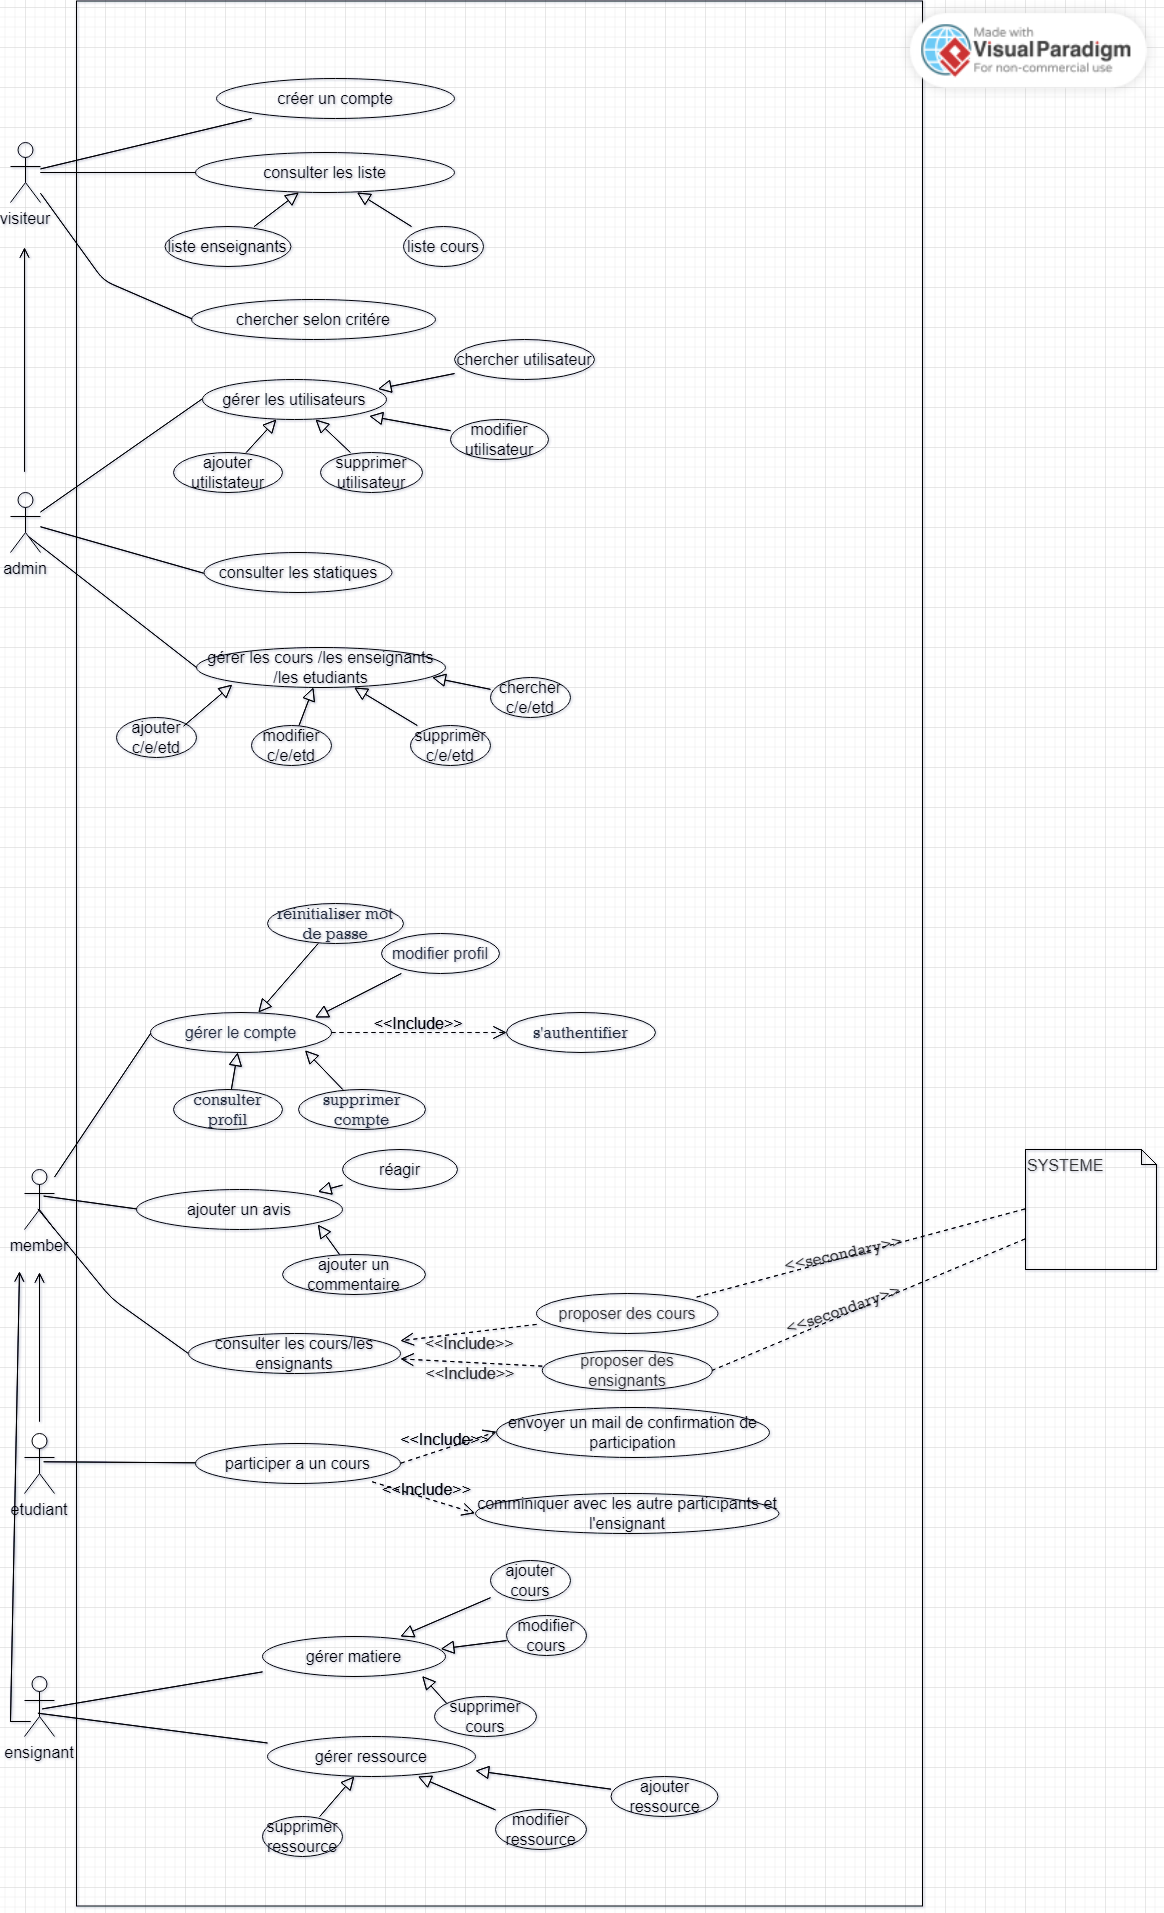 Made with
VisualParadigm
For non-commercial use
créer un compte
consulter les liste
visiteur
liste enseignants
liste cours
chercher selon critére
chercher utilisateur
gérer les utilisateurs
modifier
utilisateur
ajouter
utilistateur
supprimer
utilisateur
admin
consulter les statiques
gérer les cours /les enseignants
/les etudiants
chercher
c/e/etd
ajouter
c/e/etd
modifier
c/e/etd
supprimer
c/e/etd
reinitialiser mot
de passe
modifier profil
gérer le compte
<<Include>>
s'authentifier
consulter
profil
supprimer
compte
réagir
SYSTEME
ajouter un avis
member
ajouter un
commentaire
<<secondary>>
proposer des cours
<<secondary>>
consulter les cours/les
ensignants
<<Include>>
proposer des
ensignants
<<Include>>
envoyer un mail de confirmation de
participation
<<Include>>
participer a un cours
<<Include>>
etudiant
comminiquer avec les autre participants et
l'ensignant
ajouter
cours
modifier
cours
gérer matiere
supprimer
cours
ensignant
gérer ressource
ajouter
ressource
supprimer
ressource
modifier
ressource